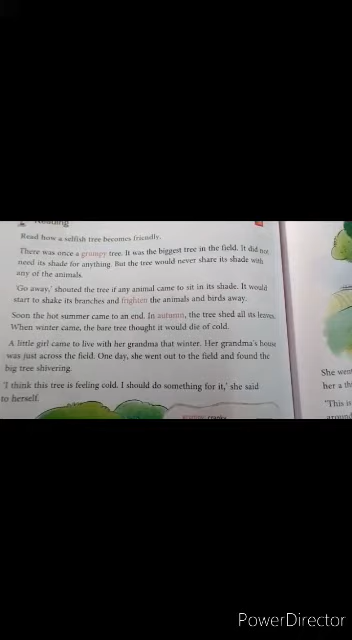 Reading
Read how a selfish tree becomes friendly.
There was once a grumpy tree. It was the biggest tree in the field. It did not
need its shade for anything. But the tree would never share its shade with
any of the animals.
'Go away,' shouted the tree if any animal came to sit in its shade. It would
start to shake its branches and frighten the animals and birds away.
Soon the hot summer came to an end. In autumn, the tree shed all its leaves.
When winter came, the bare tree thought it would die of cold.
A little girl came to live with her grandma that winter. Her grandma's house
was just across the field. One day, she went out to the field and found the
big tree shivering.
'I think this tree is feeling cold. I should do something for it,' she said
to herself.
She went
her a th
'This is
around
PowerDirector